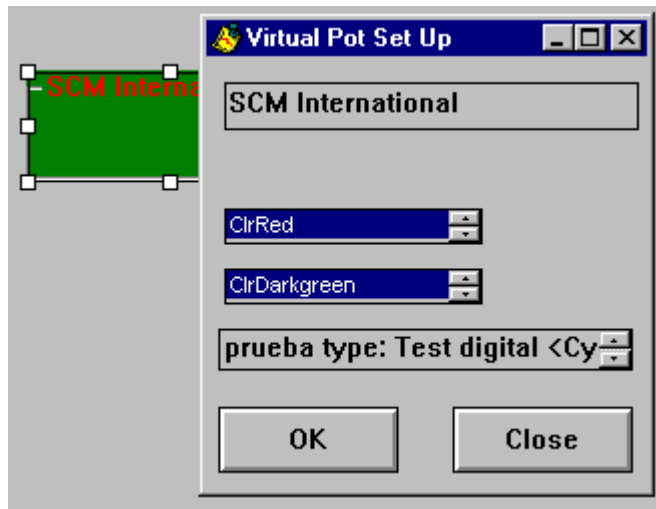 Virtual Pot Set Up
SCM Interna
SCM International
ClrRed
ClrDarkgreen
prueba type: Test digital <Cy
OK
Close